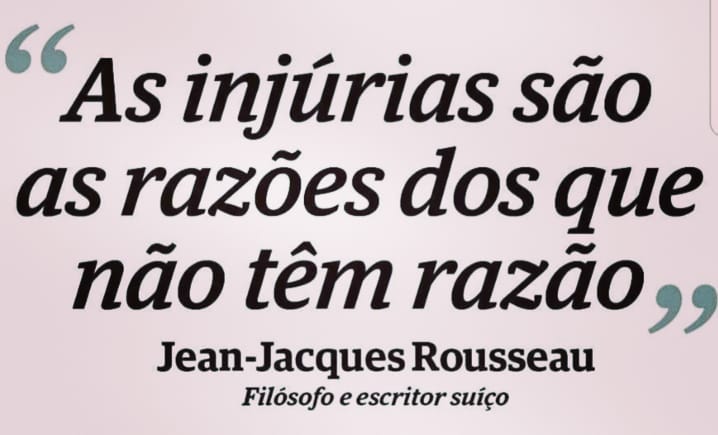 “As injúrias são
as razões dos que
não têm razão”
Jean-Jacques Rousseau
Filósofo e escritor suíço